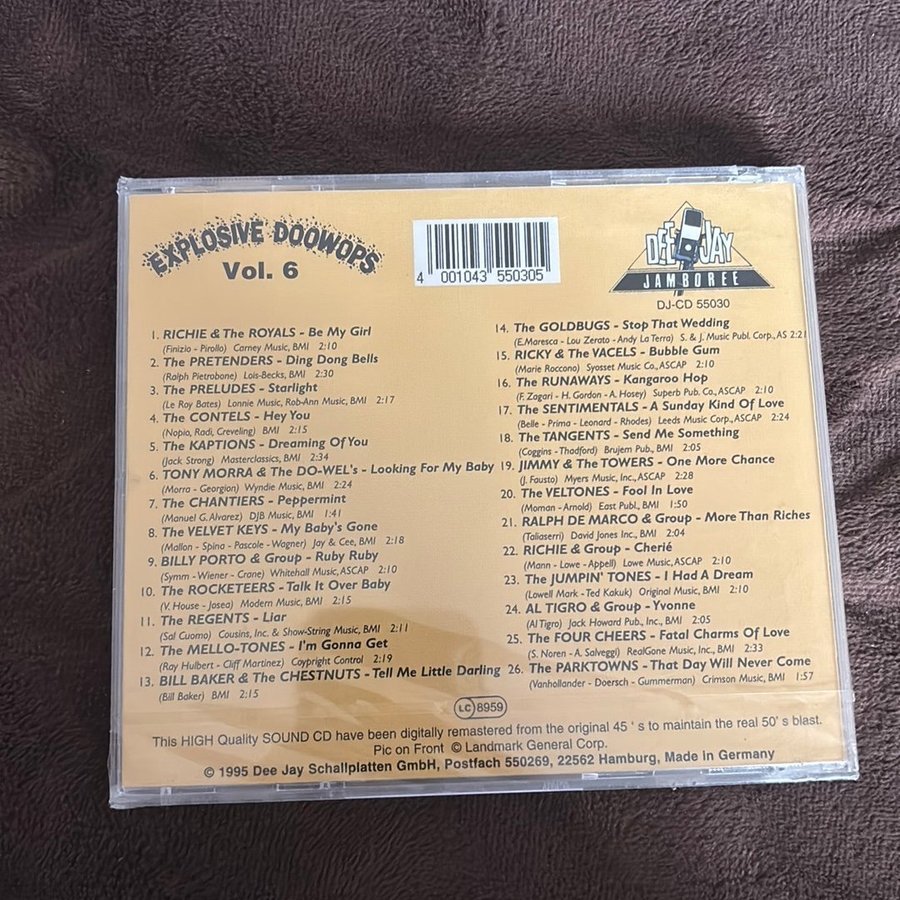 EXPLOSIVE DOOWOPS
Vol. 6
4 001043 550305
DEE JAY
JAMBOREE
DJ-CD 55030
1. RICHIE & The ROYALS - Be My Girl
(Finizio - Pirollo) Carney Music, BMI 2:10
2. The PRETENDERS - Ding Dong Bells
(Ralph Pietrobone) Lois-Becks, BMI 2:30
3. The PRELUDES - Starlight
(Le Roy Bates) Lonnie Music, Rob-Ann Music, BMI 2:17
4. The CONTELS - Hey You
(Nopio, Radi, Creveling) BMI 2:15
5. The KAPTIONS - Dreaming Of You
(Jack Strong) Masterclassics, BMI 2:34
6. TONY MORRA & The DO-WEL's - Looking For My Baby
(Morra - Georgion) Wyndie Music, BMI 2:24
7. The CHANTIERS - Peppermint
(Manuel G. Alvarez) DJB Music, BMI 1:41
8. The VELVET KEYS - My Baby's Gone
(Mallon - Spina - Pascole - Wagner) Jay & Cee, BMI 2:18
9. BILLY PORTO & Group - Ruby Ruby
(Symm - Wiener - Crane) Whitehall Music, ASCAP 2:10
10. The ROCKETEERS - Talk It Over Baby
(V. House - Josea) Modern Music, BMI 2:15
11. The REGENTS - Liar
(Sal Cuomo) Cousins, Inc. & Show-String Music, BMI 2:11
12. The MELLO-TONES - I'm Gonna Get
(Ray Hulbert - Cliff Martinez) Coypright Control 2:19
13. BILL BAKER & The CHESTNUTS - Tell Me Little Darling
(Bill Baker) BMI 2:15
14. The GOLDBUGS - Stop That Wedding
(E.Maresca - Lou Zerato - Andy La Terra) S. & J. Music Publ. Corp., AS 2:21
15. RICKY & The VACELS - Bubble Gum
(Marie Roccono) Syosset Music Co., ASCAP 2:10
16. The RUNAWAYS - Kangaroo Hop
(F. Zagari - H. Gordon - A. Hosey) Superb Pub. Co., ASCAP 2:10
17. The SENTIMENTALS - A Sunday Kind Of Love
(Belle - Prima - Leonard - Rhodes) Leeds Music Corp., ASCAP 2:24
18. The TANGENTS - Send Me Something
(Coggins - Thadford) Brujem Pub., BMI 2:05
19. JIMMY & The TOWERS - One More Chance
(J. Fausto) Myers Music, Inc., ASCAP 2:28
20. The VELTONES - Fool In Love
(Moman - Arnold) East Publ., BMI 1:50
21. RALPH DE MARCO & Group - More Than Riches
(Taliaserri) David Jones Inc., BMI 2:04
22. RICHIE & Group - Cherié
(Mann - Lowe - Appell) Lowe Music, ASCAP 2:10
23. The JUMPIN' TONES - I Had A Dream
(Lowell Mark - Ted Kakuk) Original Music, BMI 2:10
24. AL TIGRO & Group - Yvonne
(Al Tigro) Jack Howard Pub., Inc., BMI 2:05
25. The FOUR CHEERS - Fatal Charms Of Love
(S. Noren - A. Salveggi) RealGone Music, Inc., BMI 2:33
26. The PARKTOWNS - That Day Will Never Come
(Vanhollander - Doersch - Gummerman) Crimson Music, BMI 1:57
LC 8959
This HIGH Quality SOUND CD have been digitally remastered from the original 45 ' s to maintain the real 50' s blast.
Pic on Front © Landmark General Corp.
© 1995 Dee Jay Schallplatten GmbH, Postfach 550269, 22562 Hamburg, Made in Germany